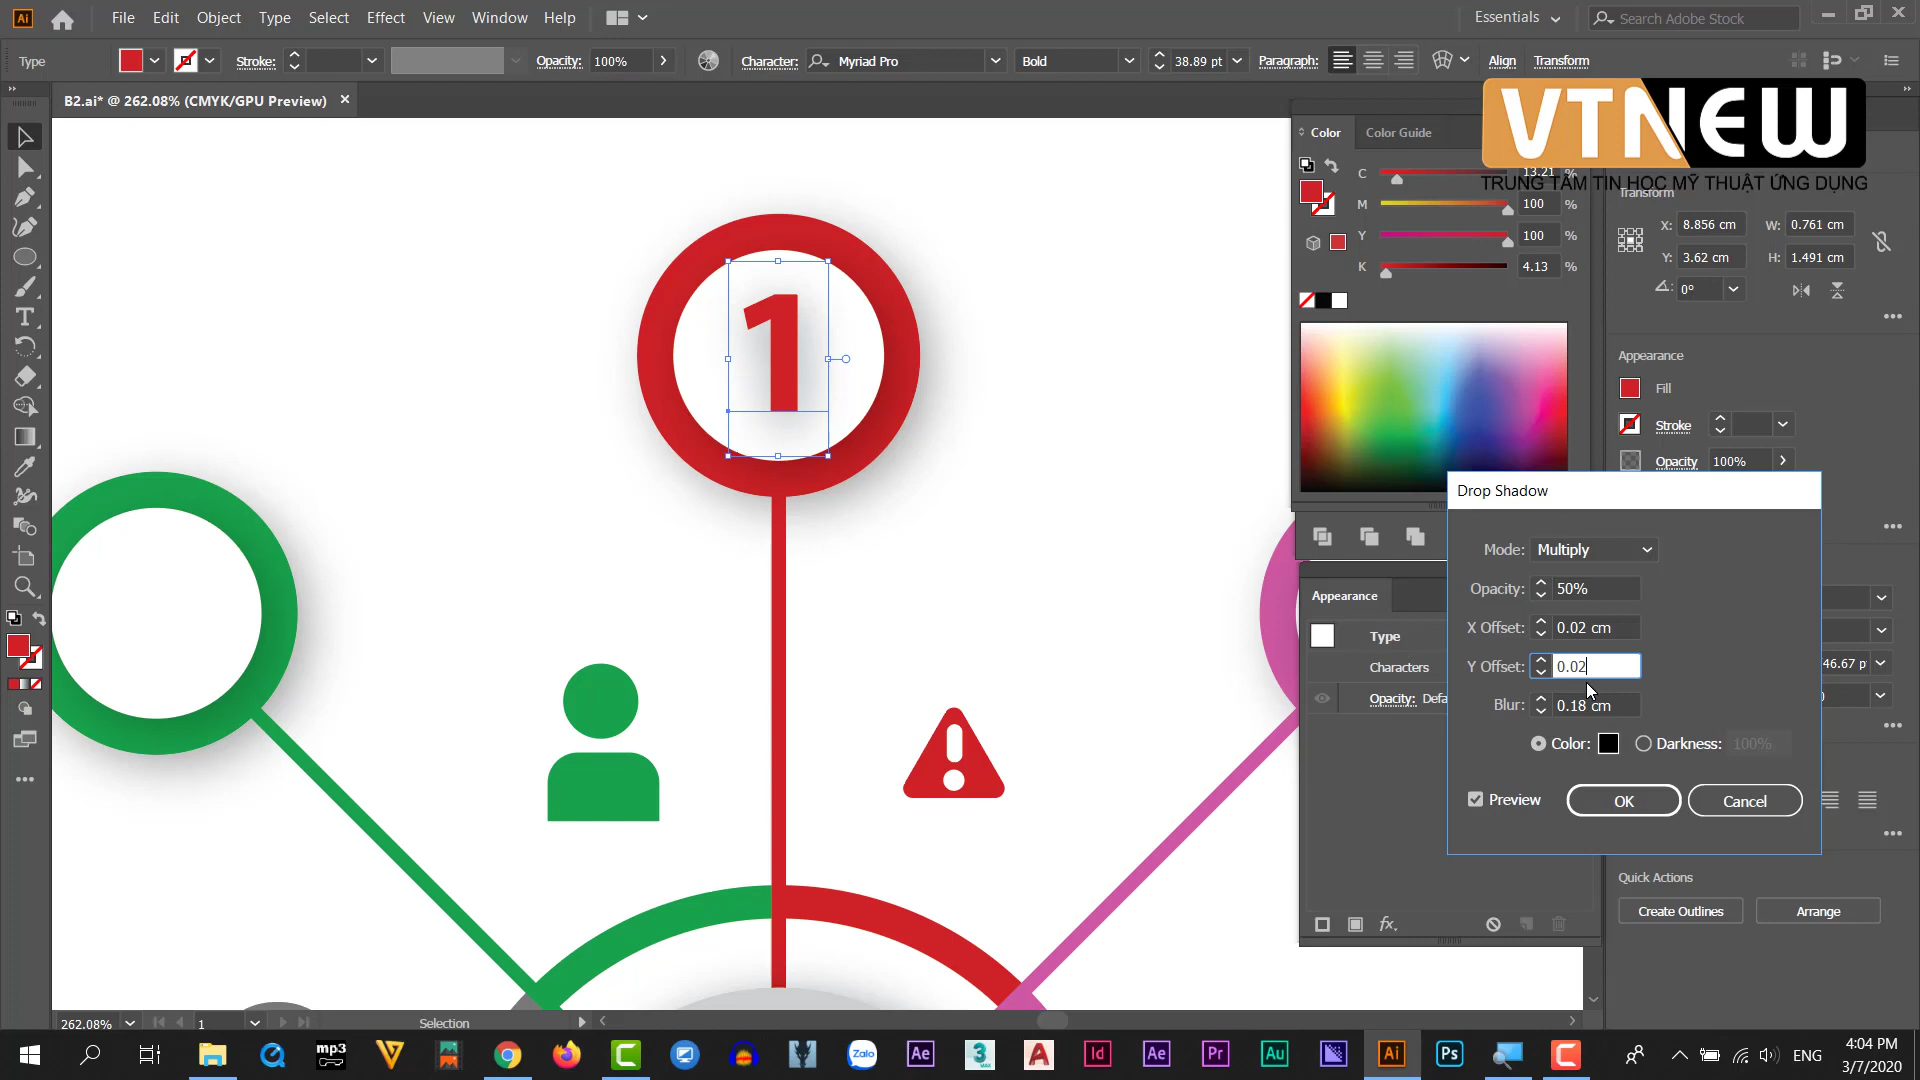 Ai File Edit Object Type Select Effect View Window Help Essentials Search Adobe Stock
Type Stroke: Opacity: 100% Character: Myriad Pro Bold 38.89 pt Paragraph: Align Transform
B2.ai* @ 262.08% (CMYK/GPU Preview)
VTNEW
TRUNG TÂM TIN HỌC MỸ THUẬT ỨNG DỤNG
Color Color Guide
C 13.21 %
M 100 %
Y 100 %
K 4.13 %
Transform
X: 8.856 cm W: 0.761 cm
Y: 3.62 cm H: 1.491 cm
0°
Appearance
Fill
Stroke
Opacity 100%
1
Drop Shadow
Mode: Multiply
Opacity: 50%
X Offset: 0.02 cm
Y Offset: 0.02
Blur: 0.18 cm
Color: Darkness: 100%
Preview OK Cancel
Appearance
Type
Characters
Opacity: Defa
fx.
46.67 p
Quick Actions
Create Outlines Arrange
262.08% 1 Selection
mp3 Zalo Ae 3 MAX A Id Ae Pr Au Ai Ps C ENG
4:04 PM
3/7/2020